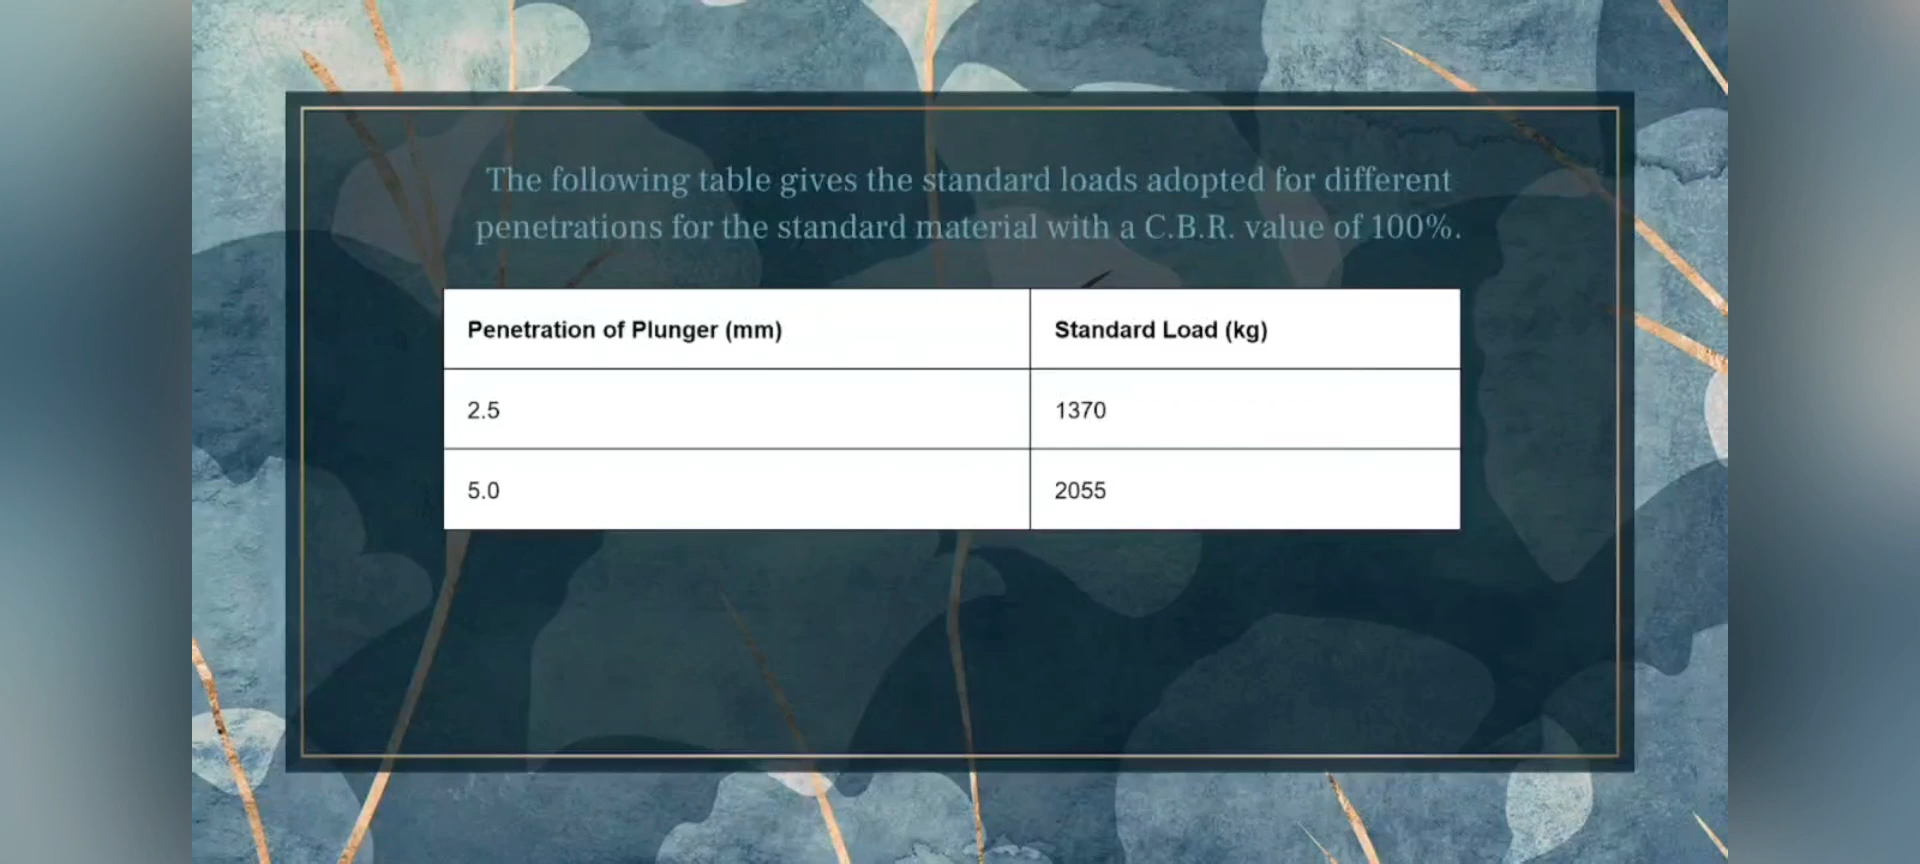 The following table gives the standard loads adopted for different
penetrations for the standard material with a C.B.R. value of 100%.
Penetration of Plunger (mm) Standard Load (kg)
2.5 1370
5.0 2055